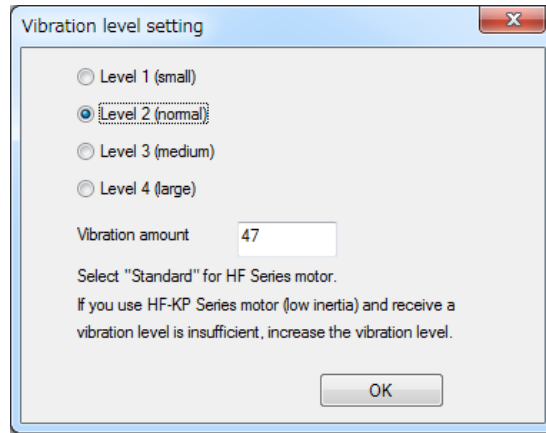 Vibration level setting
Level 1 (small)
Level 2 (normal)
Level 3 (medium)
Level 4 (large)
Vibration amount 47
Select "Standard" for HF Series motor.
If you use HF-KP Series motor (low inertia) and receive a
vibration level is insufficient, increase the vibration level.
OK